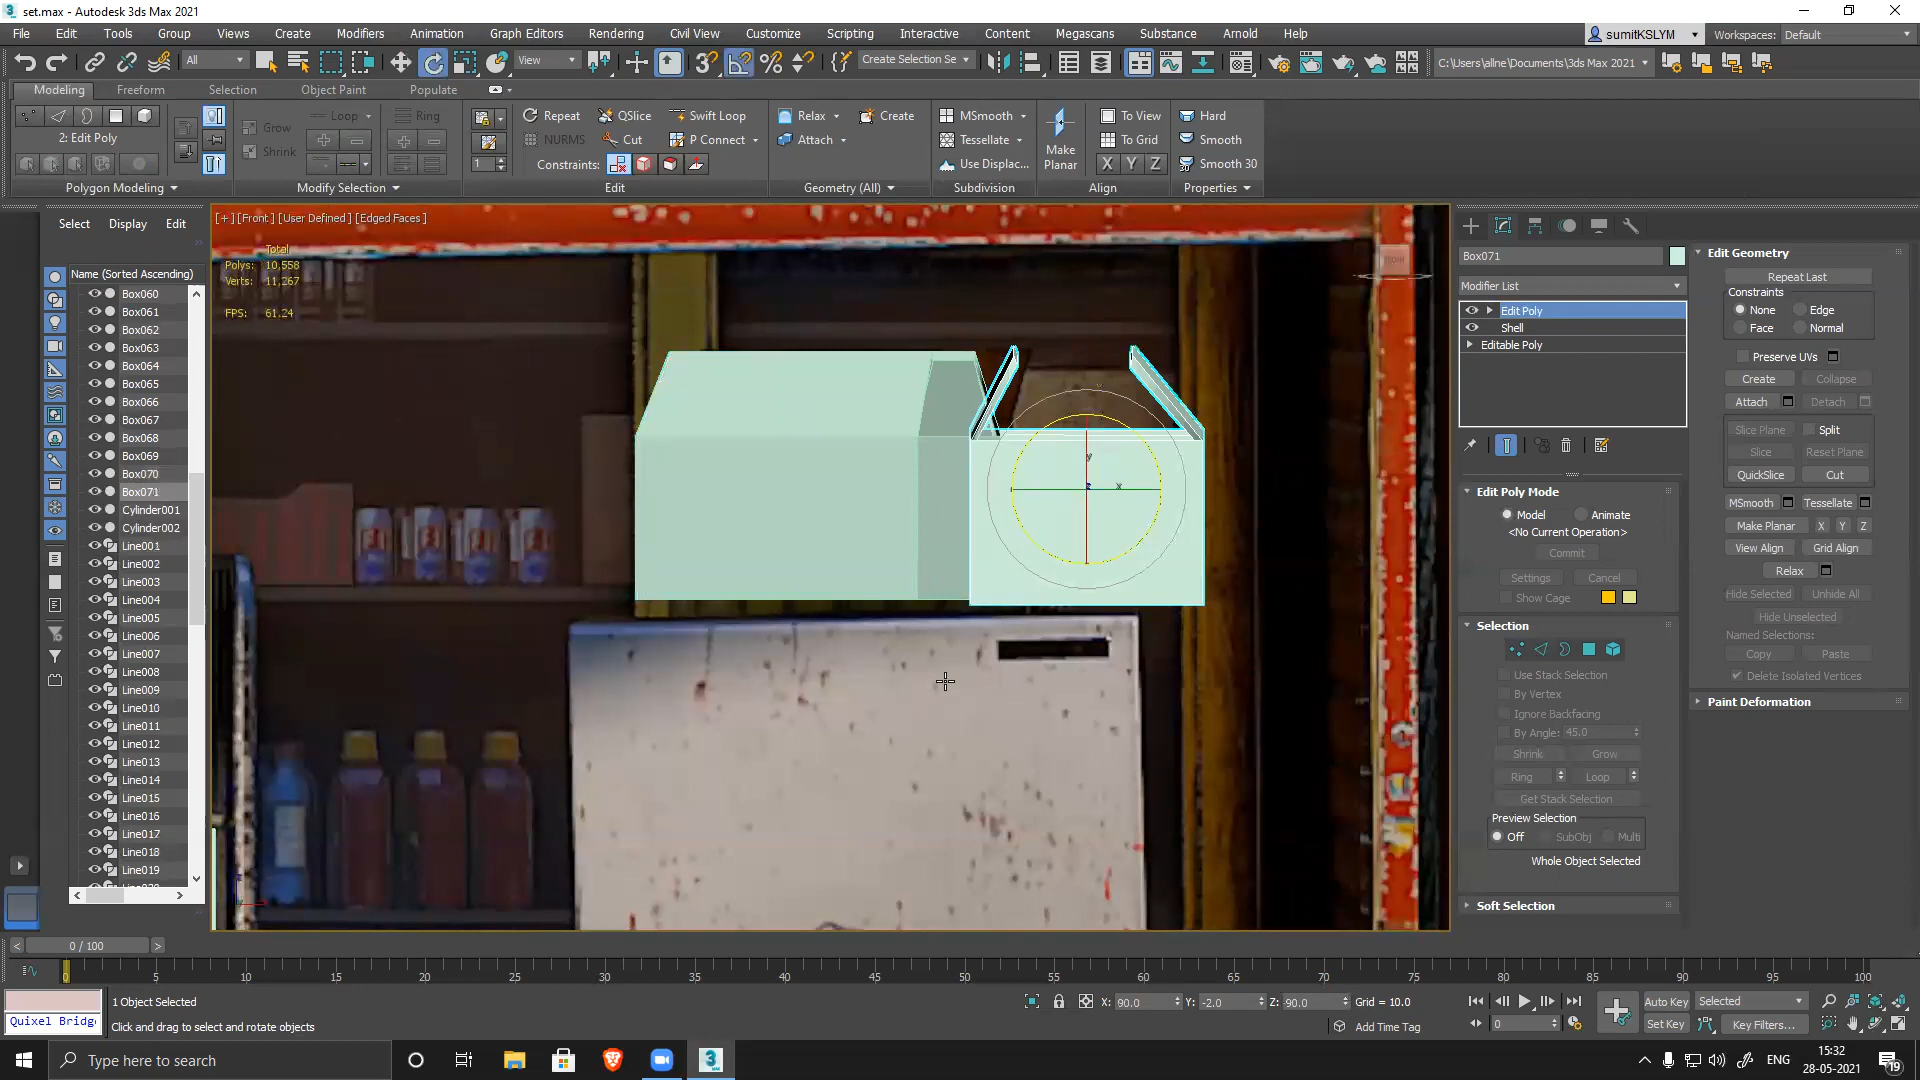 set.max - Autodesk 3ds Max 2021
File Edit Tools Group Views Create Modifiers Animation Graph Editors Rendering Civil View Customize Scripting Interactive Content Megascans Substance Arnold Help
sumitKSLYM Workspaces: Default
All View Create Selection Se C:\Users\allne\Documents\3ds Max 2021
Modeling Freeform Selection Object Paint Populate
Loop Ring Repeat QSlice Swift Loop Relax Create MSmooth To View Hard
2: Edit Poly Grow NURMS Cut P Connect Attach Tessellate Make Planar To Grid Smooth
Shrink 1 Constraints: Use Displac... X Y Z Smooth 30
Polygon Modeling Modify Selection Edit Geometry (All) Subdivision Align Properties
Select Display Edit
Name (Sorted Ascending)
Box060
Box061
Box062
Box063
Box064
Box065
Box066
Box067
Box068
Box069
Box070
Box071
Cylinder001
Cylinder002
Line001
Line002
Line003
Line004
Line005
Line006
Line007
Line008
Line009
Line010
Line011
Line012
Line013
Line014
Line015
Line016
Line017
Line018
Line019
[+] [Front] [User Defined] [Edged Faces]
Total
Polys: 10,558
Verts: 11,267
FPS: 61.24
y
z x
Box071
Modifier List
Edit Poly
Shell
Editable Poly
Edit Poly Mode
Model Animate
<No Current Operation>
Commit
Settings Cancel
Show Cage
Selection
Use Stack Selection
By Vertex
Ignore Backfacing
By Angle: 45.0
Shrink Grow
Ring Loop
Get Stack Selection
Preview Selection
Off SubObj Multi
Whole Object Selected
Soft Selection
Edit Geometry
Repeat Last
Constraints
None Edge
Face Normal
Preserve UVs
Create Collapse
Attach Detach
Slice Plane Split
Slice Reset Plane
QuickSlice Cut
MSmooth Tessellate
Make Planar X Y Z
View Align Grid Align
Relax
Hide Selected Unhide All
Hide Unselected
Named Selections:
Copy Paste
Delete Isolated Vertices
Paint Deformation
< 0 / 100 >
0 5 10 15 20 25 30 35 40 45 50 55 60 65 70 75 80 85 90 95 100
1 Object Selected X: 90.0 Y: -2.0 Z: -90.0 Grid = 10.0 Auto Key Selected
Quixel Bridg Click and drag to select and rotate objects Add Time Tag 0 Set Key Key Filters...
Type here to search
ENG
15:32
28-05-2021
19